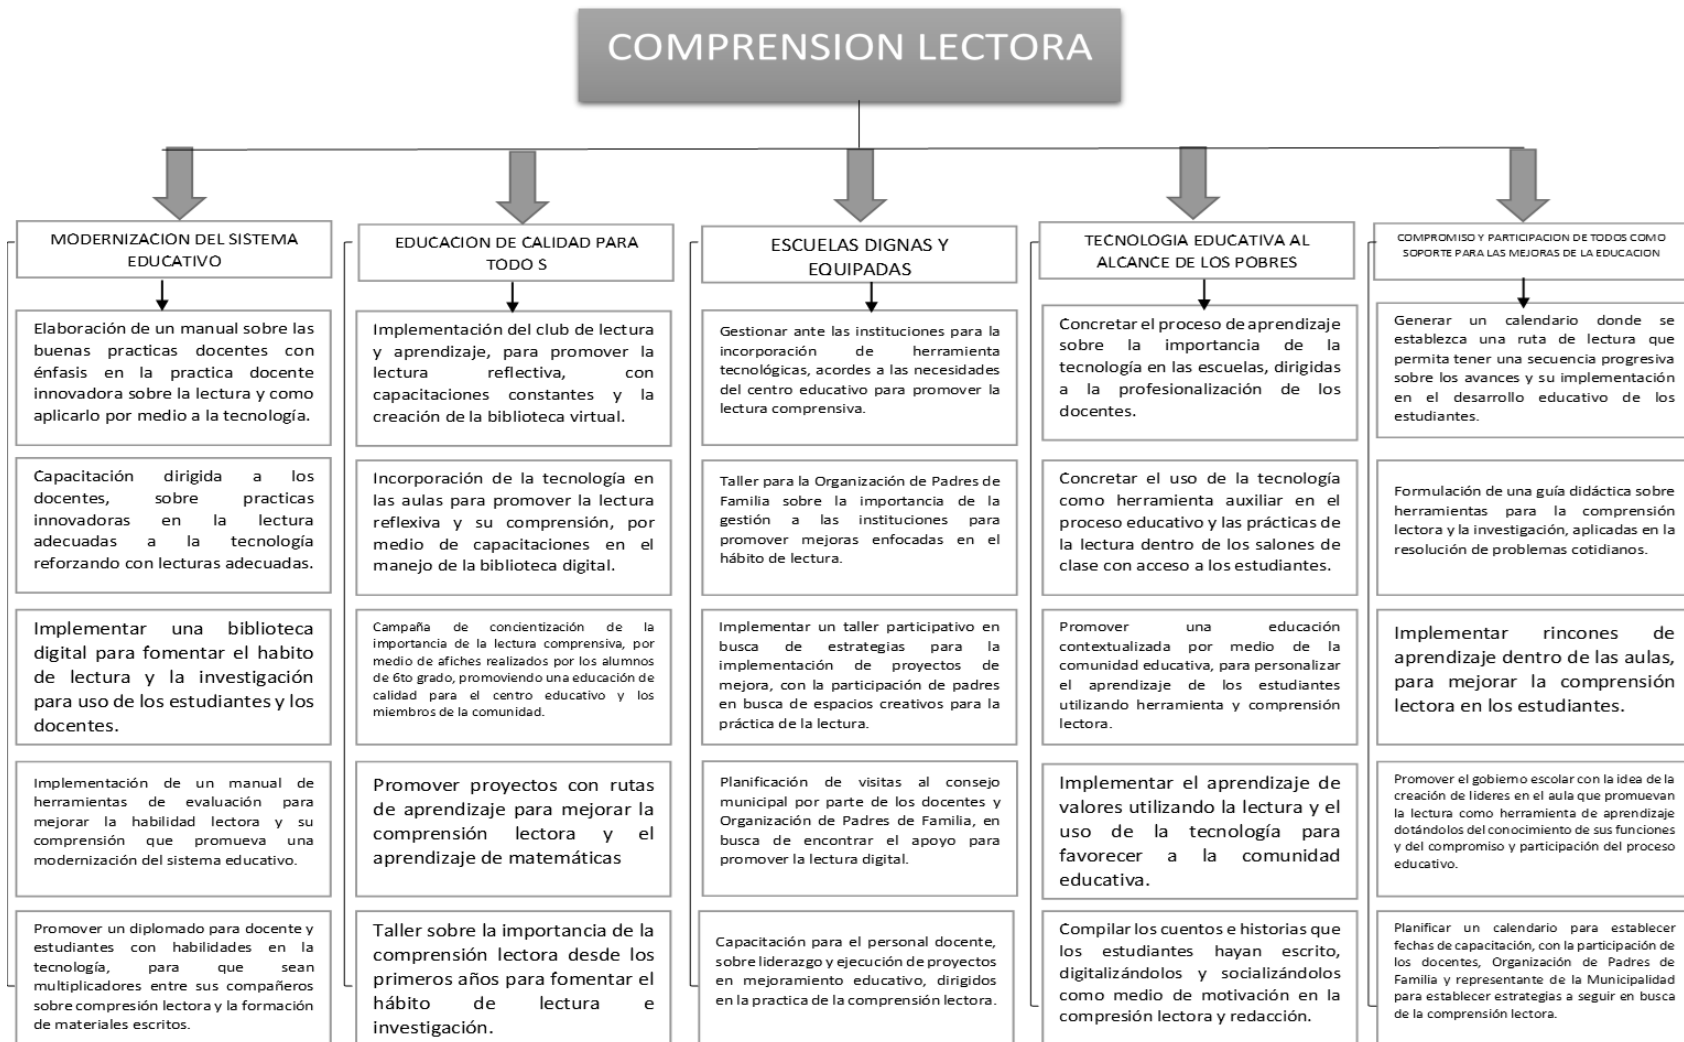 COMPRENSION LECTORA
MODERNIZACION DEL SISTEMA
EDUCATIVO
Elaboración de un manual sobre las
buenas practicas docentes con
énfasis en la practica docente
innovadora sobre la lectura y como
aplicarlo por medio a la tecnología.
Capacitación dirigida a los
docentes, sobre practicas
innovadoras en la lectura
adecuadas a la tecnología
reforzando con lecturas adecuadas.
Implementar una biblioteca
digital para fomentar el habito
de lectura y la investigación
para uso de los estudiantes y los
docentes.
Implementación de un manual de
herramientas de evaluación para
mejorar la habilidad lectora y su
comprensión que promueva una
modernización del sistema educativo.
Promover un diplomado para docente y
estudiantes con habilidades en la
tecnología, para que sean
multiplicadores entre sus compañeros
sobre compresión lectora y la formación
de materiales escritos.
EDUCACION DE CALIDAD PARA
TODO S
Implementación del club de lectura
y aprendizaje, para promover la
lectura reflectiva, con
capacitaciones constantes y la
creación de la biblioteca virtual.
Incorporación de la tecnología en
las aulas para promover la lectura
reflexiva y su comprensión, por
medio de capacitaciones en el
manejo de la biblioteca digital.
Campaña de concientización de la
importancia de la lectura comprensiva, por
medio de afiches realizados por los alumnos
de 6to grado, promoviendo una educación de
calidad para el centro educativo y los
miembros de la comunidad.
Promover proyectos con rutas
de aprendizaje para mejorar la
comprensión lectora y el
aprendizaje de matemáticas
Taller sobre la importancia de la
comprensión lectora desde los
primeros años para fomentar el
hábito de lectura e
investigación.
ESCUELAS DIGNAS Y
EQUIPADAS
Gestionar ante las instituciones para la
incorporación de herramienta
tecnológicas, acordes a las necesidades
del centro educativo para promover la
lectura comprensiva.
Taller para la Organización de Padres de
Familia sobre la importancia de la
gestión a las instituciones para
promover mejoras enfocadas en el
hábito de lectura.
Implementar un taller participativo en
busca de estrategias para la
implementación de proyectos de
mejora, con la participación de padres
en busca de espacios creativos para la
práctica de la lectura.
Planificación de visitas al consejo
municipal por parte de los docentes y
Organización de Padres de Familia, en
busca de encontrar el apoyo para
promover la lectura digital.
Capacitación para el personal docente,
sobre liderazgo y ejecución de proyectos
en mejoramiento educativo, dirigidos
en la practica de la comprensión lectora.
TECNOLOGIA EDUCATIVA AL
ALCANCE DE LOS POBRES
Concretar el proceso de aprendizaje
sobre la importancia de la
tecnología en las escuelas, dirigidas
a la profesionalización de los
docentes.
Concretar el uso de la tecnología
como herramienta auxiliar en el
proceso educativo y las prácticas de
la lectura dentro de los salones de
clase con acceso a los estudiantes.
Promover una educación
contextualizada por medio de la
comunidad educativa, para personalizar
el aprendizaje de los estudiantes
utilizando herramienta y comprensión
lectora.
Implementar el aprendizaje de
valores utilizando la lectura y el
uso de la tecnología para
favorecer a la comunidad
educativa.
Compilar los cuentos e historias que
los estudiantes hayan escrito,
digitalizándolos y socializándolos
como medio de motivación en la
compresión lectora y redacción.
COMPROMISO Y PARTICIPACION DE TODOS COMO
SOPORTE PARA LAS MEJORAS DE LA EDUCACION
Generar un calendario donde se
establezca una ruta de lectura que
permita tener una secuencia progresiva
sobre los avances y su implementación
en el desarrollo educativo de los
estudiantes.
Formulación de una guía didáctica sobre
herramientas para la comprensión
lectora y la investigación, aplicadas en la
resolución de problemas cotidianos.
Implementar rincones de
aprendizaje dentro de las aulas,
para mejorar la comprensión
lectora en los estudiantes.
Promover el gobierno escolar con la idea de la
creación de lideres en el aula que promuevan
la lectura como herramienta de aprendizaje
dotándolos del conocimiento de sus funciones
y del compromiso y participación del proceso
educativo.
Planificar un calendario para establecer
fechas de capacitación, con la participación de
los docentes, Organización de Padres de
Familia y representante de la Municipalidad
para establecer estrategias a seguir en busca
de la comprensión lectora.